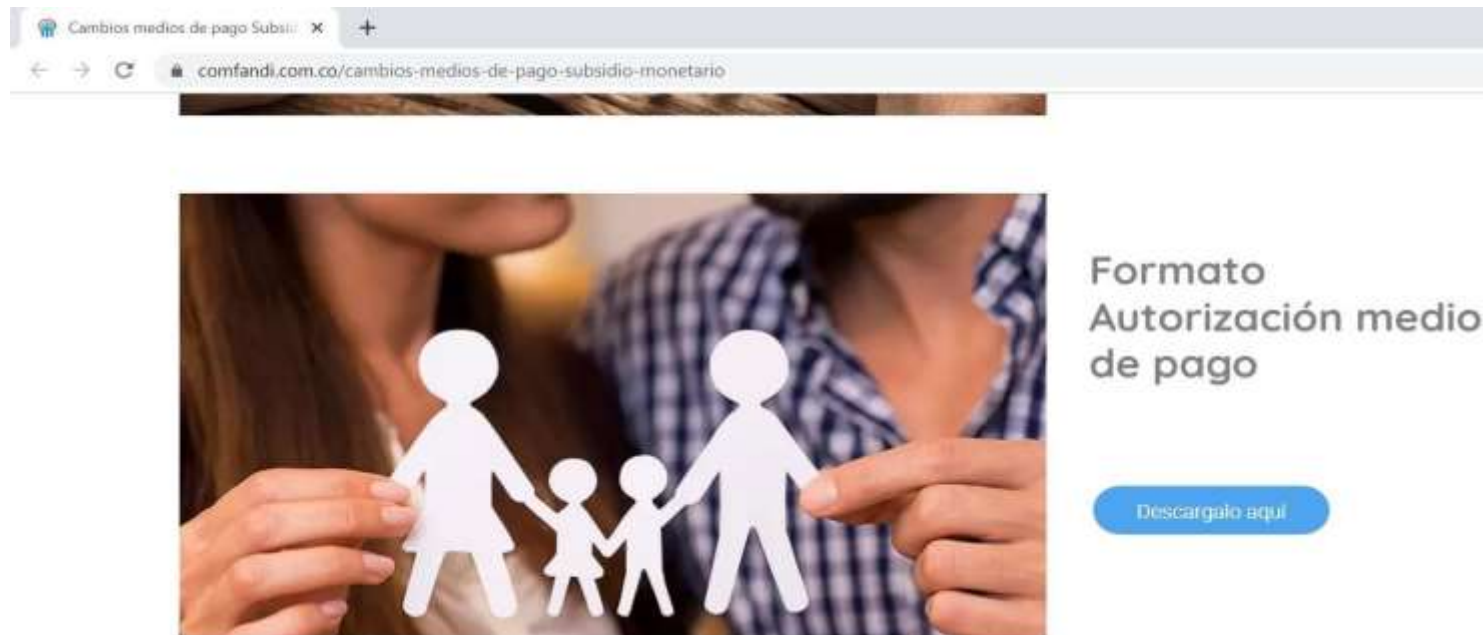 Cambios medios de pago Subsi
comfandi.com.co/cambios-medios-de-pago-subsidio-monetario
Formato
Autorización medio
de pago
Descargalo aquí